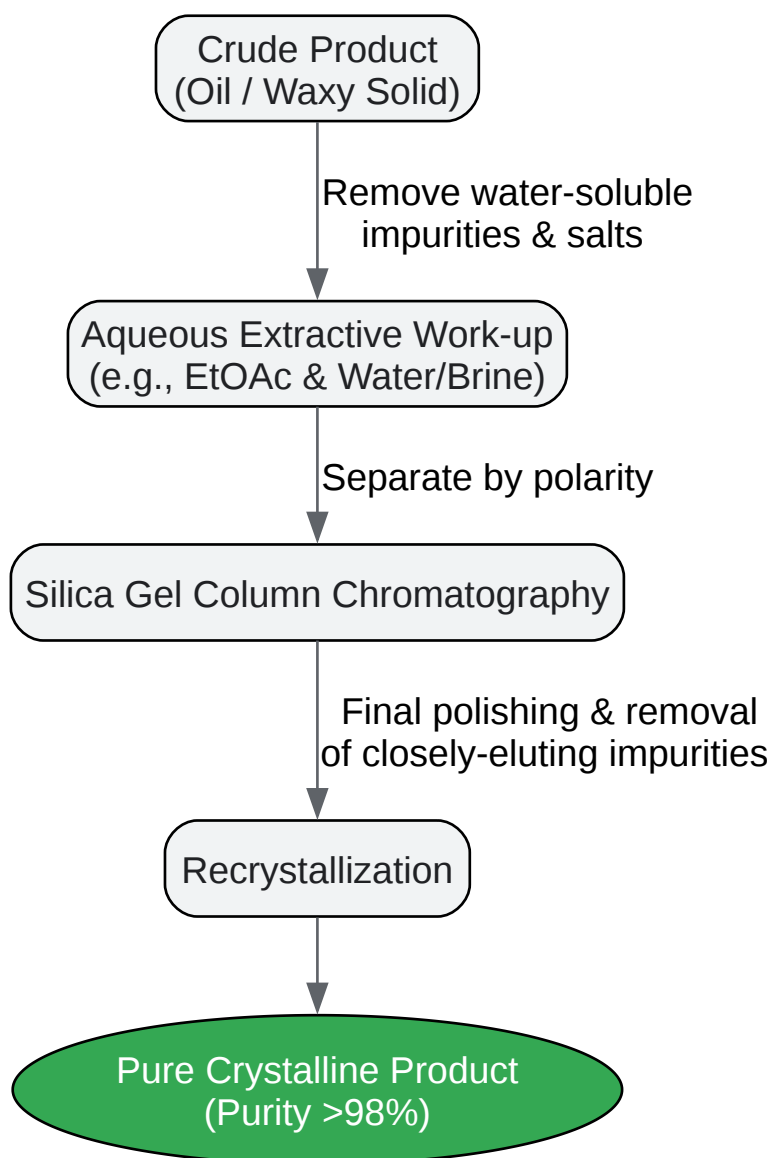 Crude Product
(Oil / Waxy Solid)
Remove water-soluble
impurities & salts
Aqueous Extractive Work-up
(e.g., EtOAc & Water/Brine)
Separate by polarity
Silica Gel Column Chromatography
Final polishing & removal
of closely-eluting impurities
Recrystallization
Pure Crystalline Product
(Purity >98%)